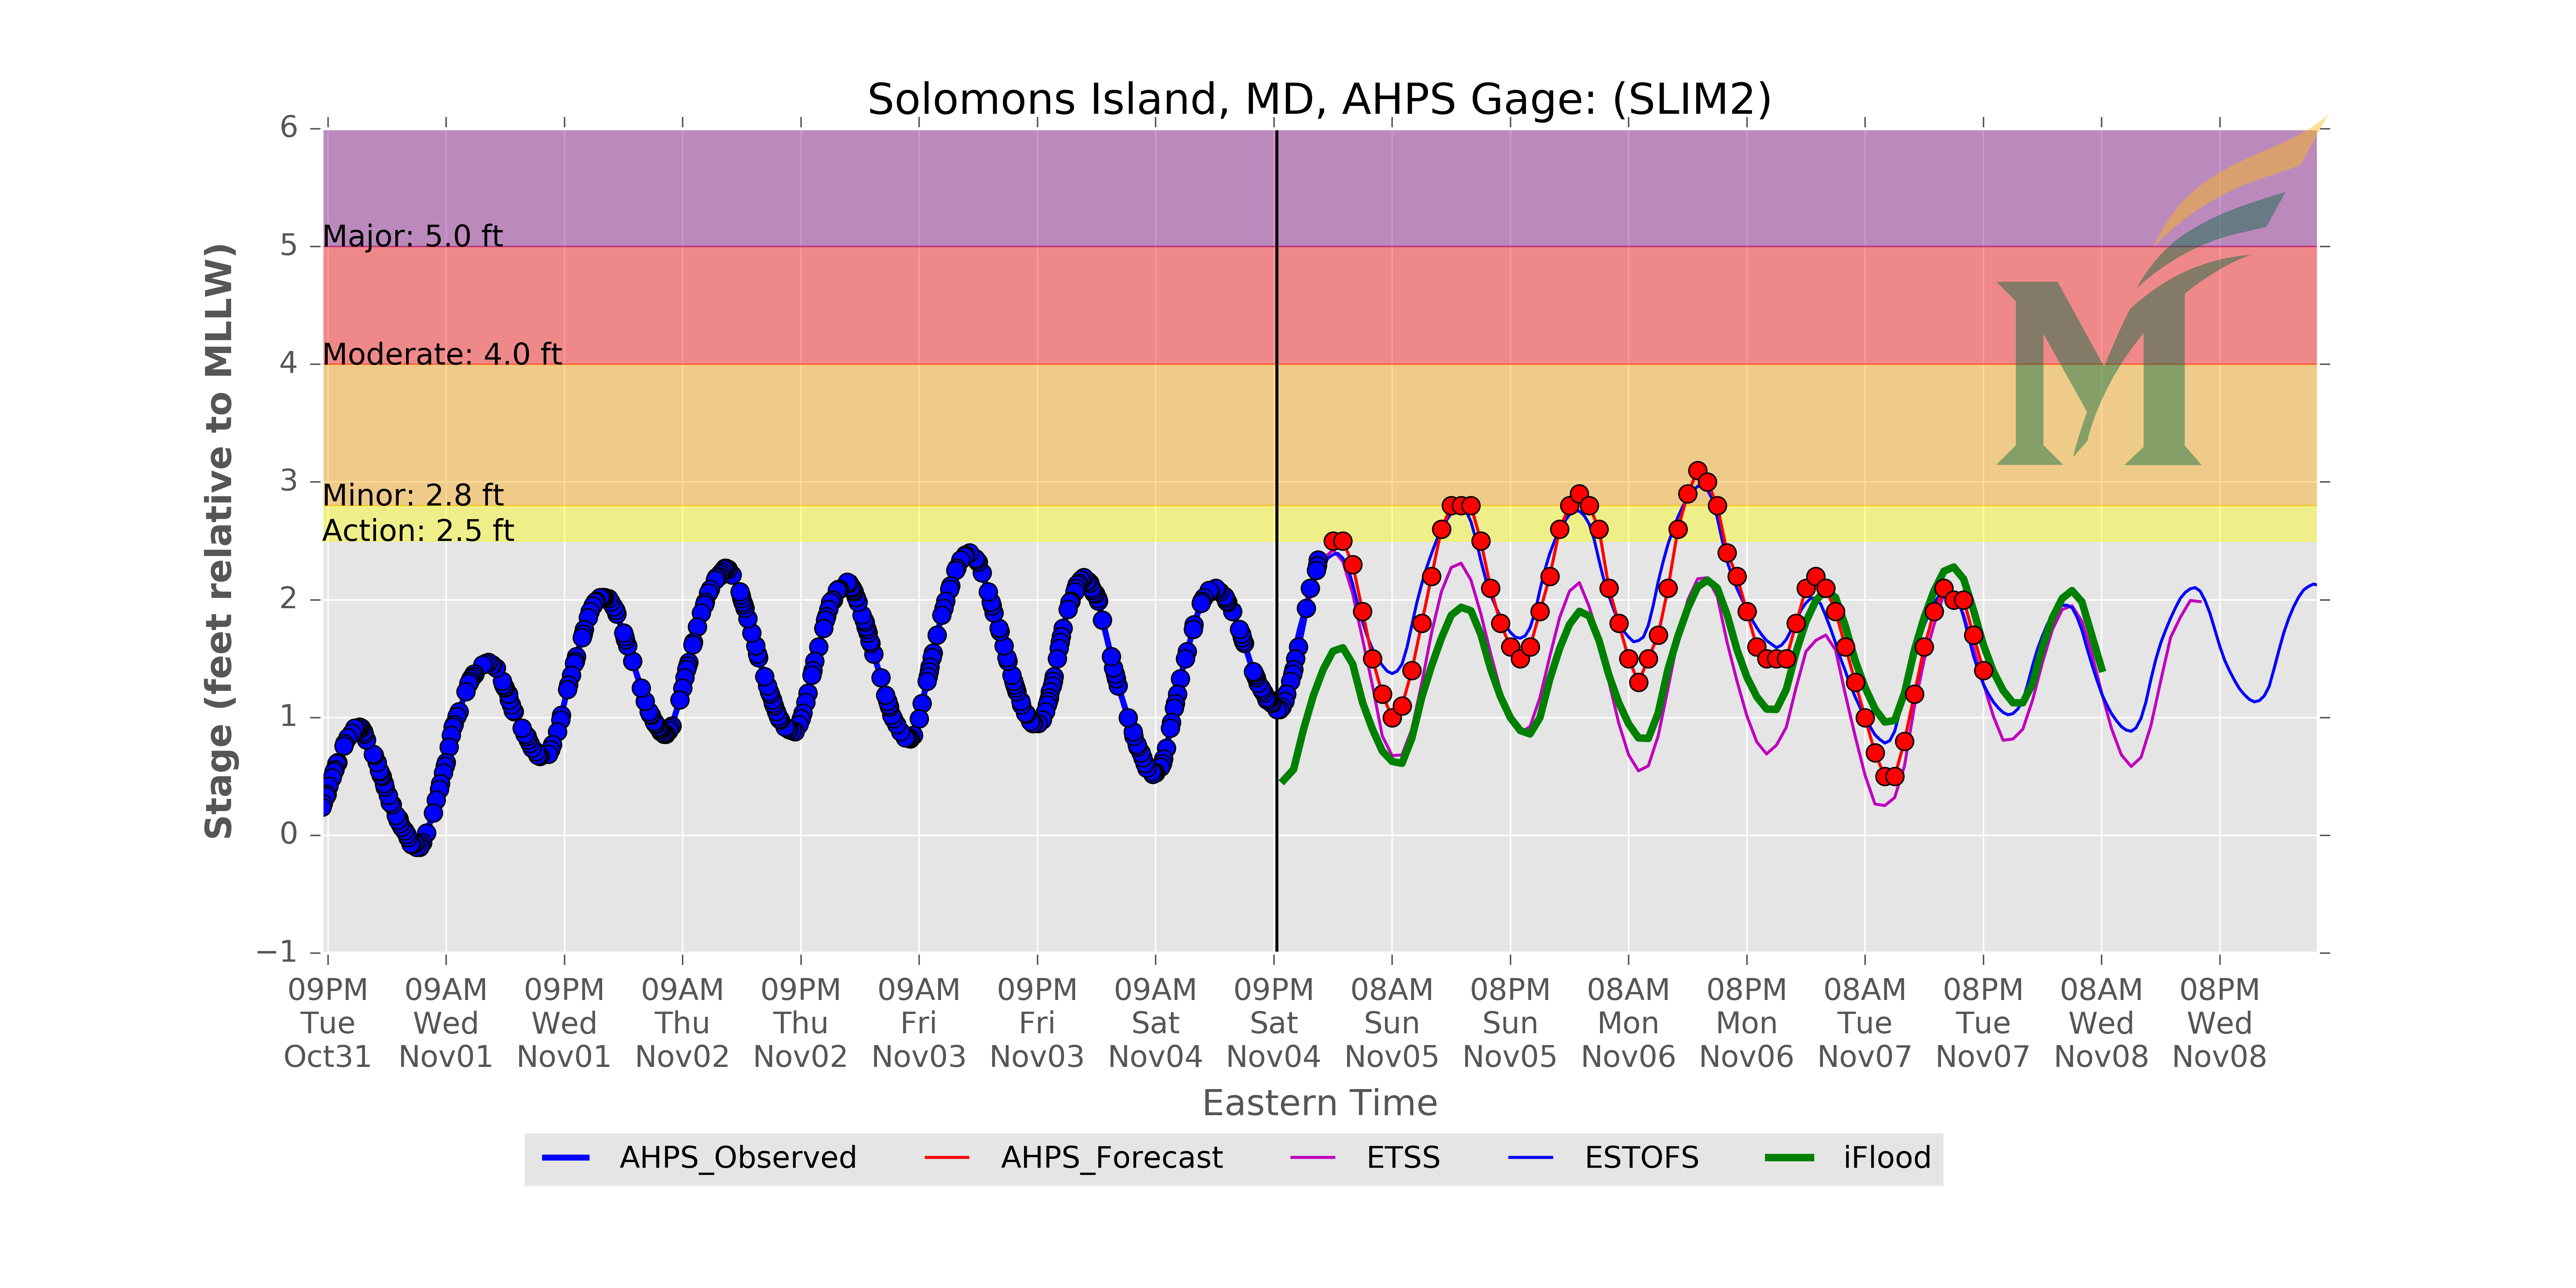 Solomons Island, MD, AHPS Gage: (SLIM2)
6
5
4
3
2
1
0
−1
Stage (feet relative to MLLW)
Major: 5.0 ft
Moderate: 4.0 ft
Minor: 2.8 ft
Action: 2.5 ft
M
09PM 09AM 09PM 09AM 09PM 09AM 09PM 09AM 09PM 08AM 08PM 08AM 08PM 08AM 08PM 08AM 08PM
Tue Wed Wed Thu Thu Fri Fri Sat Sat Sun Sun Mon Mon Tue Tue Wed Wed
Oct31 Nov01 Nov01 Nov02 Nov02 Nov03 Nov03 Nov04 Nov04 Nov05 Nov05 Nov06 Nov06 Nov07 Nov07 Nov08 Nov08
Eastern Time
AHPS_Observed AHPS_Forecast ETSS ESTOFS iFlood